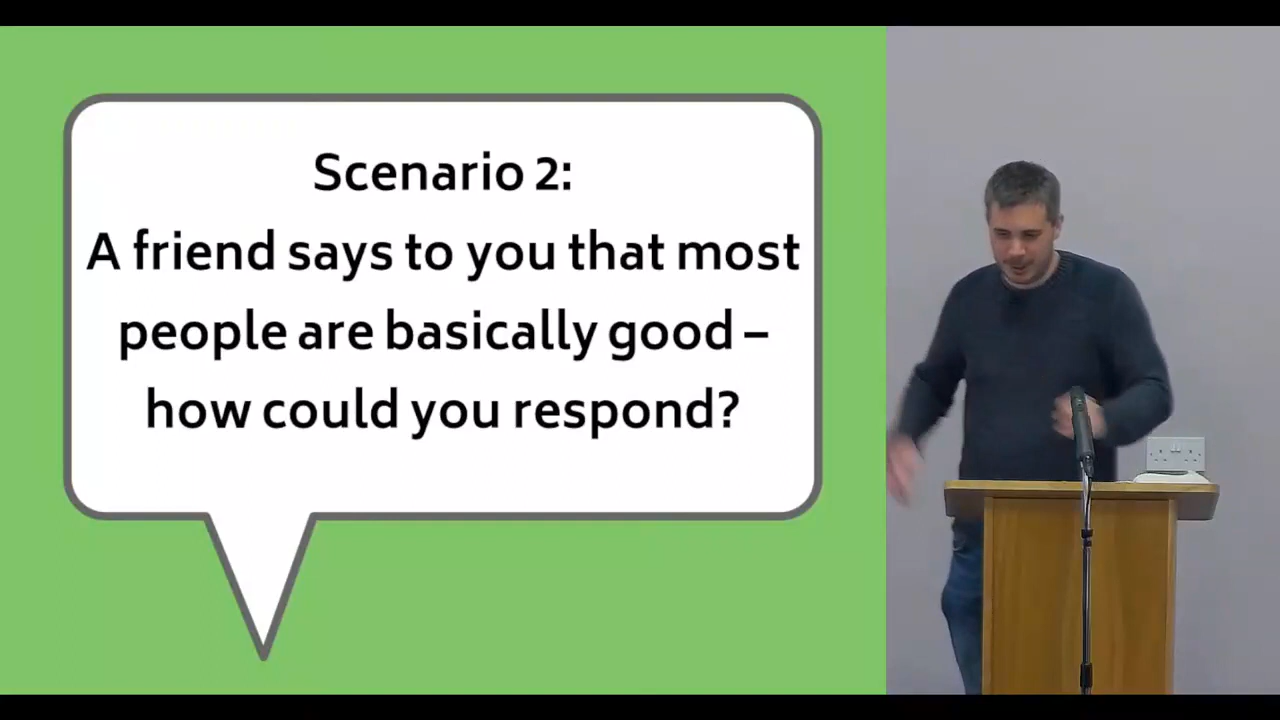 Scenario 2:
A friend says to you that most
people are basically good –
how could you respond?